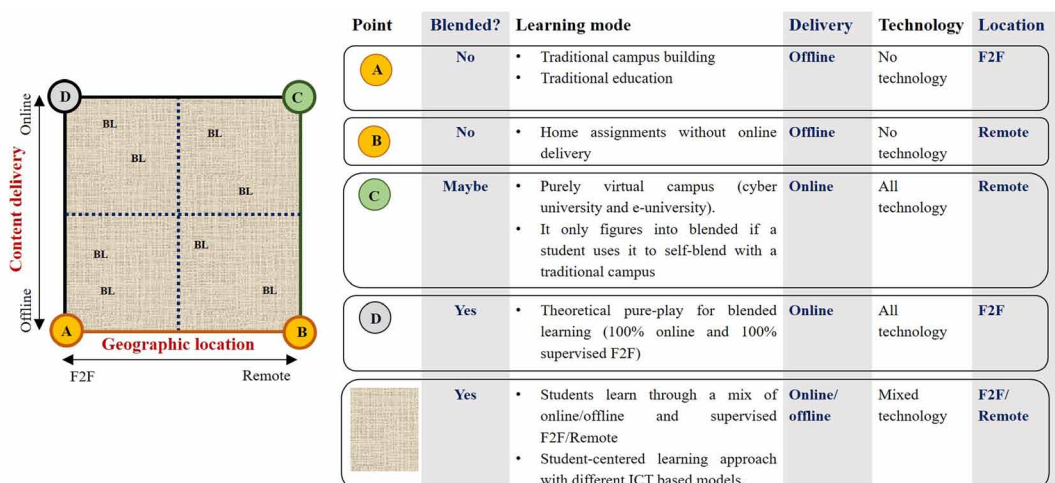 Point Blended? Learning mode Delivery Technology Location
A No • Traditional campus building Offline No F2F
• Traditional education technology
B No • Home assignments without online Offline No Remote
delivery technology
C Maybe • Purely virtual campus (cyber Online All Remote
university and e-university). technology
• It only figures into blended if a
student uses it to self-blend with a
traditional campus
D Yes • Theoretical pure-play for blended Online All F2F
learning (100% online and 100% technology
supervised F2F)
Yes • Students learn through a mix of Online/ Mixed F2F/
online/offline and supervised offline technology Remote
F2F/Remote
• Student-centered learning approach
with different ICT based models
D C
Online
Content delivery
Offline
BL
BL
BL
BL
BL
BL
BL
BL
A B
Geographic location
F2F Remote